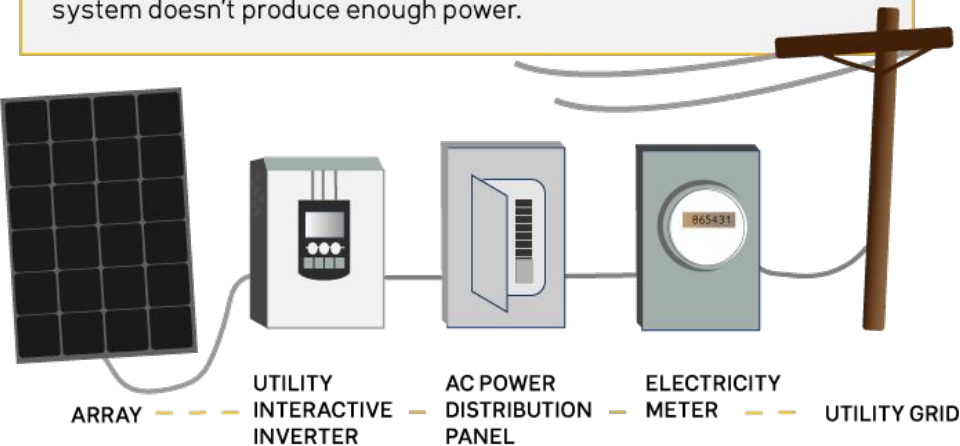 system doesn't produce enough power.
865431
ARRAY
UTILITY
INTERACTIVE
INVERTER
AC POWER
DISTRIBUTION
PANEL
ELECTRICITY
METER
UTILITY GRID